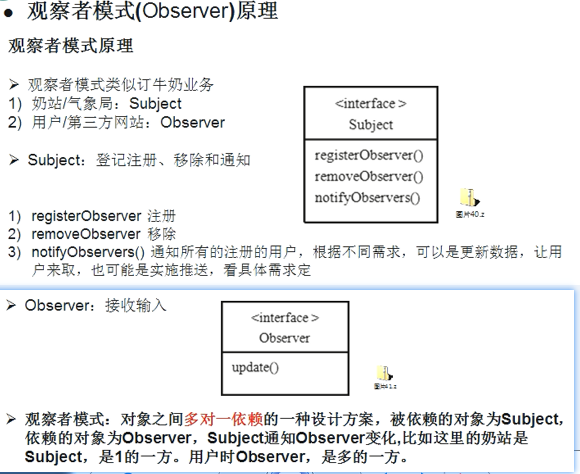 ● 观察者模式(Observer)原理
观察者模式原理
➢ 观察者模式类似订牛奶业务
1) 奶站/气象局：Subject
2) 用户/第三方网站：Observer
➢ Subject：登记注册、移除和通知
<interface >
Subject
registerObserver()
removeObserver()
notifyObservers()
图片40.z
1) registerObserver 注册
2) removeObserver 移除
3) notifyObservers() 通知所有的注册的用户，根据不同需求，可以是更新数据，让用
户来取，也可能是实施推送，看具体需求定
➢ Observer：接收输入
<interface >
Observer
update()
图片41.z
➢ 观察者模式：对象之间多对一依赖的一种设计方案，被依赖的对象为Subject，
依赖的对象为Observer，Subject通知Observer变化,比如这里的奶站是
Subject，是1的一方。用户时Observer，是多的一方。